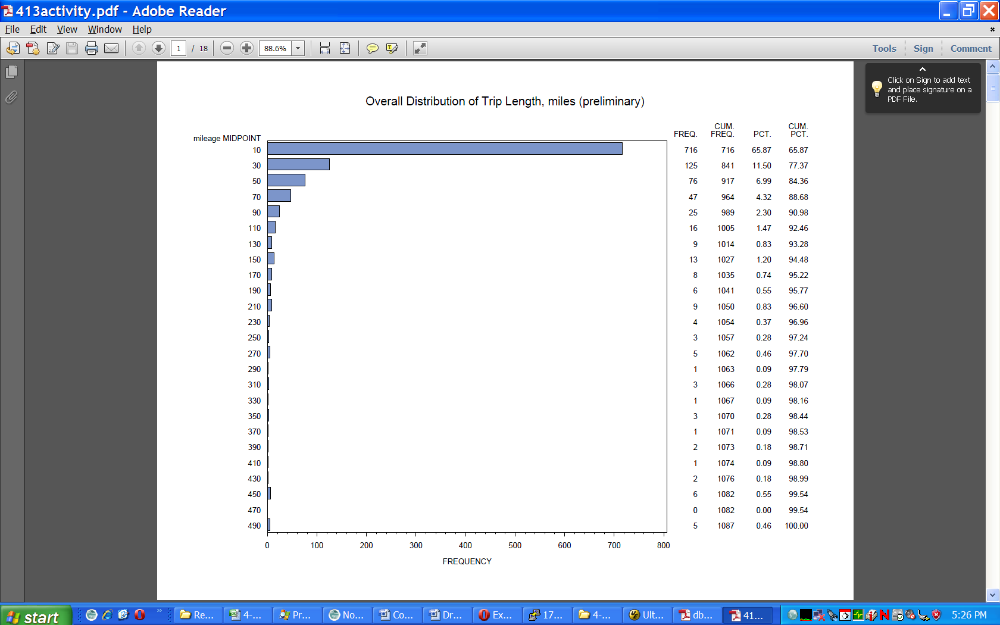 413activity.pdf - Adobe Reader
File Edit View Window Help
1 / 18 88.6% Tools Sign Comment
Click on Sign to add text
and place signature on a
PDF File.
Overall Distribution of Trip Length, miles (preliminary)
mileage MIDPOINT FREQ. CUM. FREQ. PCT. CUM. PCT.
10 716 716 65.87 65.87
30 125 841 11.50 77.37
50 76 917 6.99 84.36
70 47 964 4.32 88.68
90 25 989 2.30 90.98
110 16 1005 1.47 92.46
130 9 1014 0.83 93.28
150 13 1027 1.20 94.48
170 8 1035 0.74 95.22
190 6 1041 0.55 95.77
210 9 1050 0.83 96.60
230 4 1054 0.37 96.96
250 3 1057 0.28 97.24
270 5 1062 0.46 97.70
290 1 1063 0.09 97.79
310 3 1066 0.28 98.07
330 1 1067 0.09 98.16
350 3 1070 0.28 98.44
370 1 1071 0.09 98.53
390 2 1073 0.18 98.71
410 1 1074 0.09 98.80
430 2 1076 0.18 98.99
450 6 1082 0.55 99.54
470 0 1082 0.00 99.54
490 5 1087 0.46 100.00
0 100 200 300 400 500 600 700 800
FREQUENCY
start » Re... 4-... Pr... No... Co... Dr... Ex... 17... 4-... Ult... db... 41... 5:26 PM